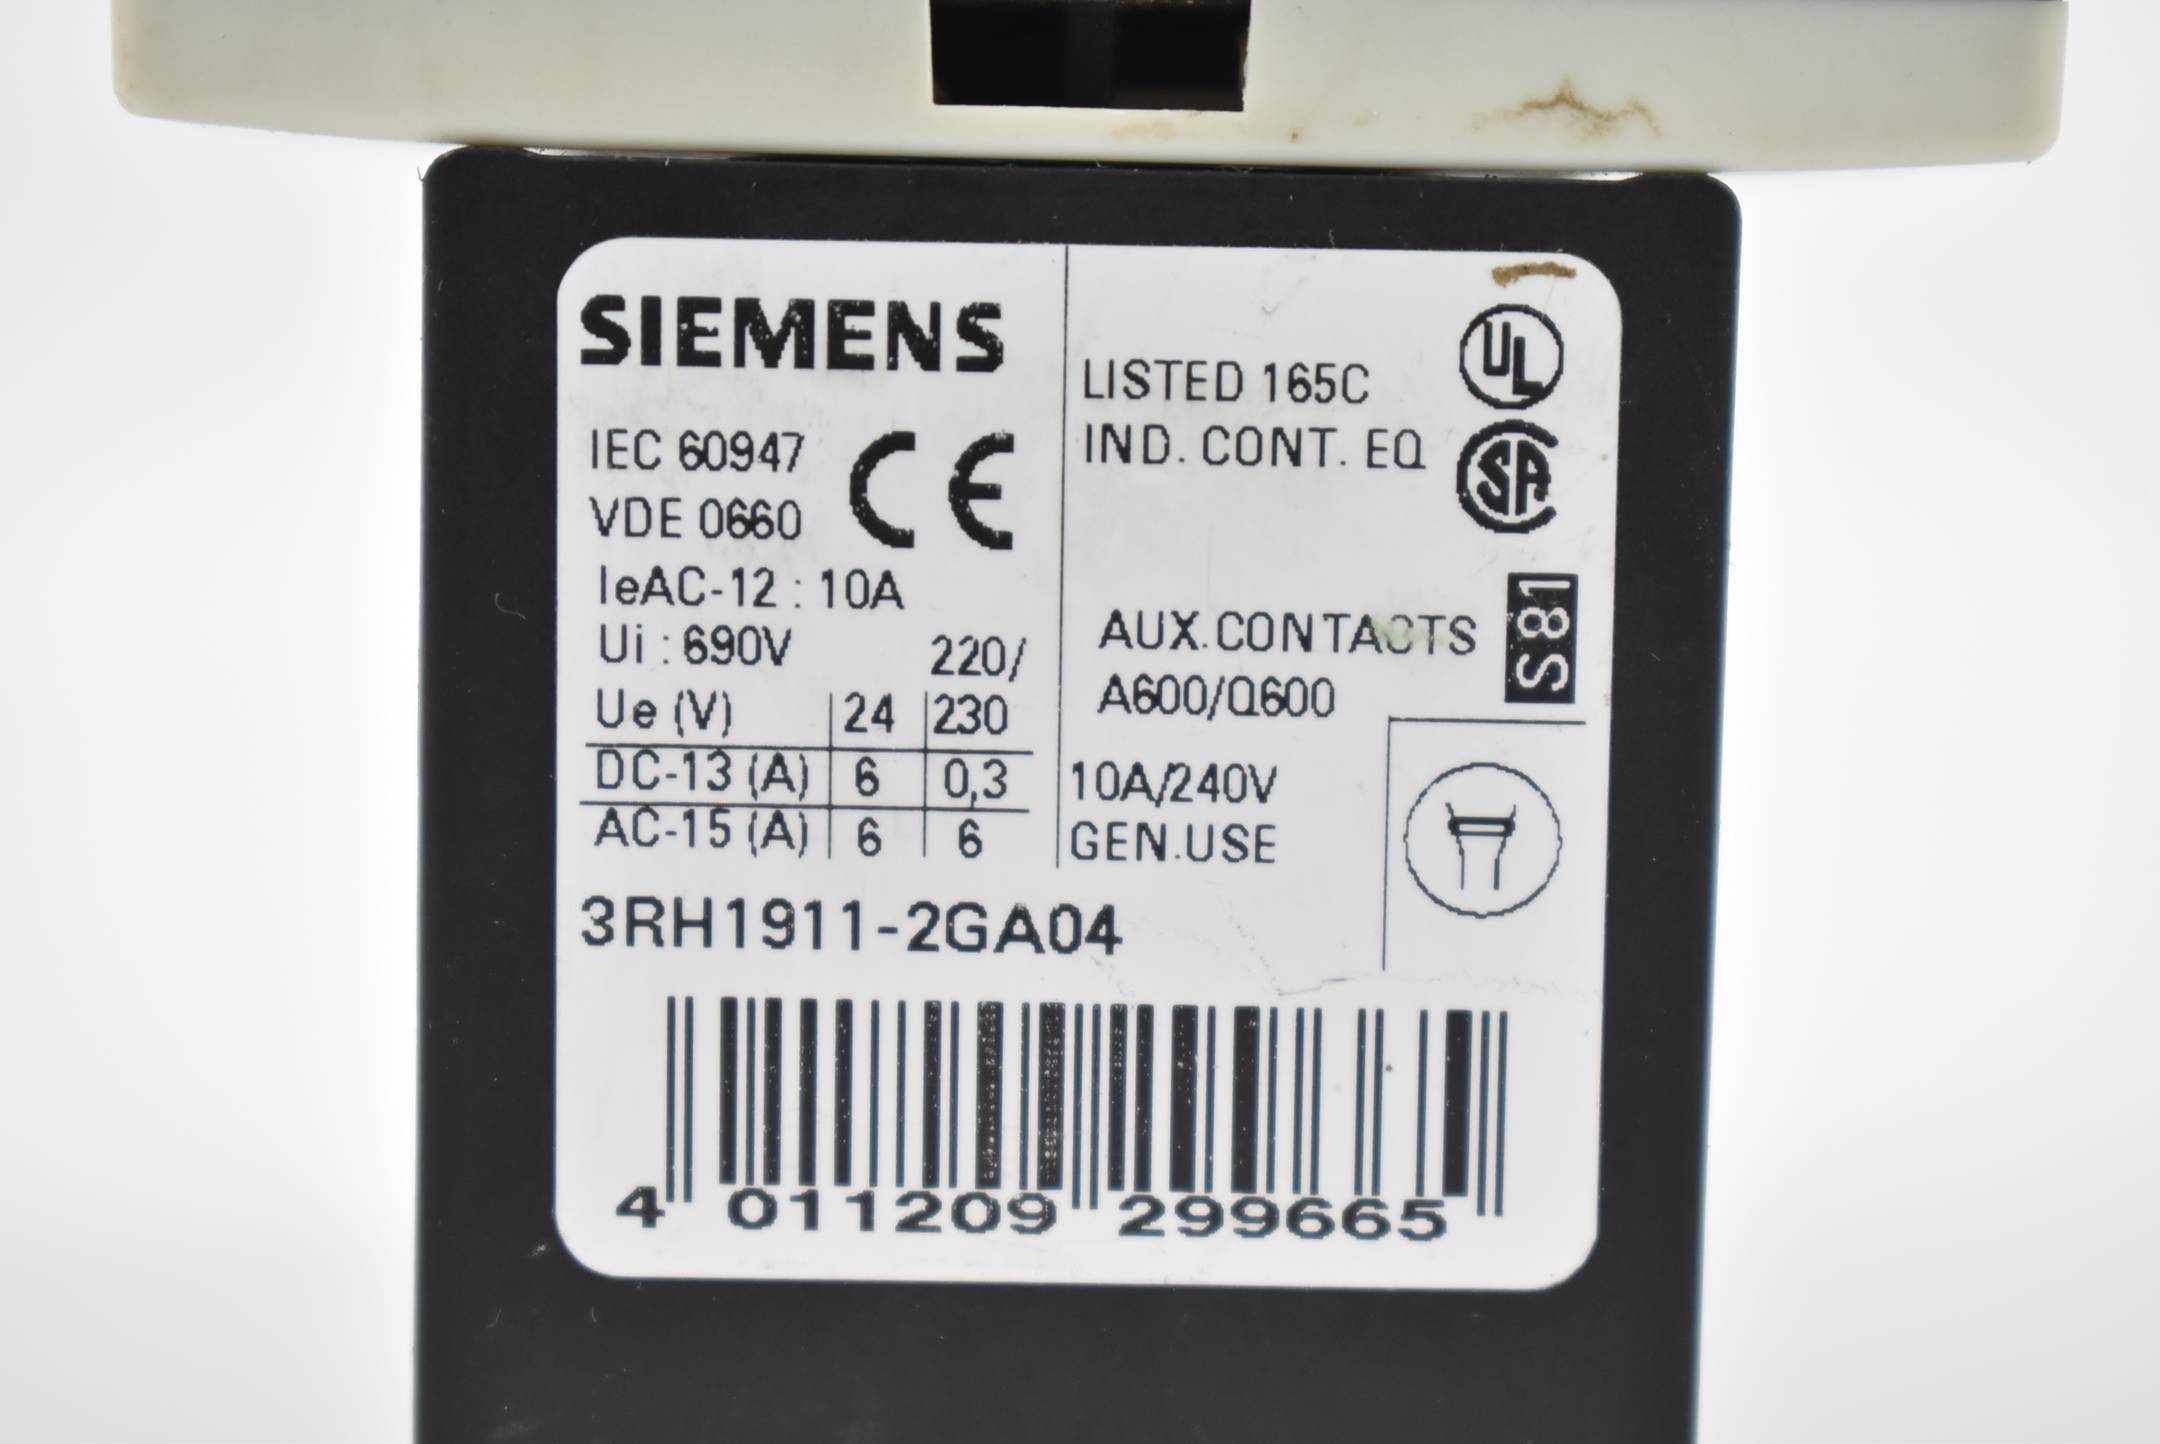 SIEMENS
IEC 60947
VDE 0660
CE
IeAC-12 : 10A
Ui : 690V
220/
Ue (V) 24 230
DC-13 (A) 6 0,3
AC-15 (A) 6 6
LISTED 165C
IND. CONT. EQ
UL
SA
AUX.CONTACTS
A600/Q600
S81
10A/240V
GEN.USE
3RH1911-2GA04
4 011209 299665